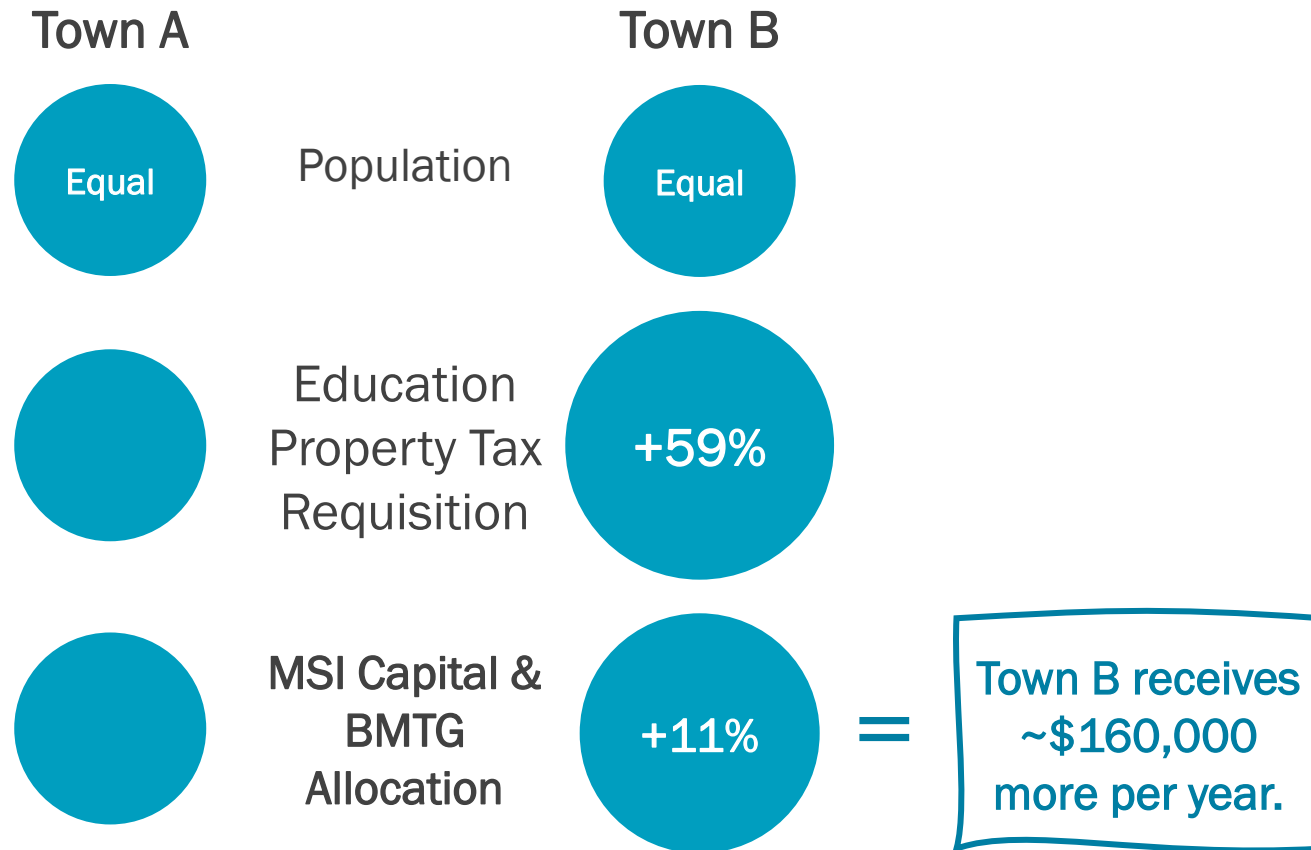 Town A
Town B
Equal
Population
Equal
Education
Property Tax
Requisition
+59%
MSI Capital &
BMTG
Allocation
+11%
=
Town B receives
~$160,000
more per year.